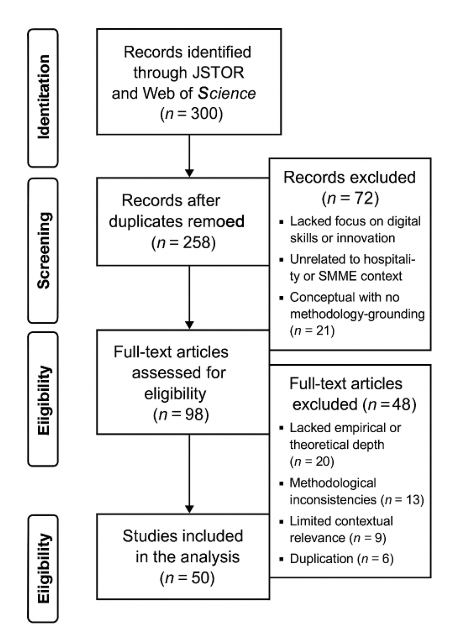 Identitation
Records identified
through JSTOR
and Web of Science
(n = 300)
Screening
Records after
duplicates remoed
(n = 258)
Records excluded
(n = 72)
▪ Lacked focus on digital
skills or innovation
▪ Unrelated to hospitali-
ty or SMME context
▪ Conceptual with no
methodology-grounding
(n = 21)
Eiigibility
Full-text articles
assessed for
eligibility
(n = 98)
Full-text articles
excluded (n = 48)
▪ Lacked empirical or
theoretical depth
(n = 20)
▪ Methodological
inconsistencies (n = 13)
▪ Limited contextual
relevance (n = 9)
▪ Duplication (n = 6)
Eiigibility
Studies included
in the analysis
(n = 50)